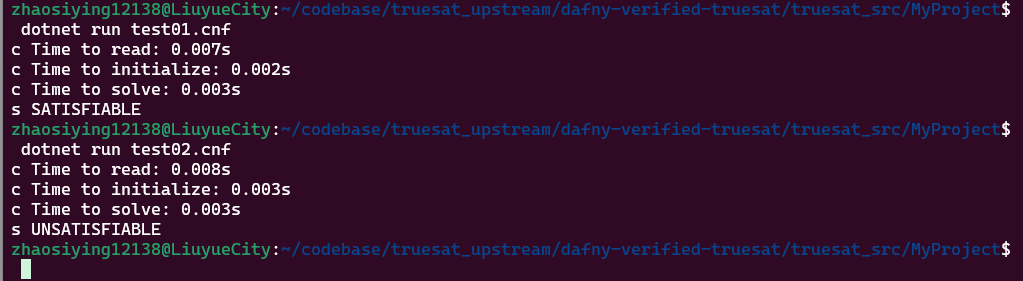 zhaosiying12138@LiuyueCity:~/codebase/truesat_upstream/dafny-verified-truesat/truesat_src/MyProject$
dotnet run test01.cnf
c Time to read: 0.007s
c Time to initialize: 0.002s
c Time to solve: 0.003s
s SATISFIABLE
zhaosiying12138@LiuyueCity:~/codebase/truesat_upstream/dafny-verified-truesat/truesat_src/MyProject$
dotnet run test02.cnf
c Time to read: 0.008s
c Time to initialize: 0.003s
c Time to solve: 0.003s
s UNSATISFIABLE
zhaosiying12138@LiuyueCity:~/codebase/truesat_upstream/dafny-verified-truesat/truesat_src/MyProject$